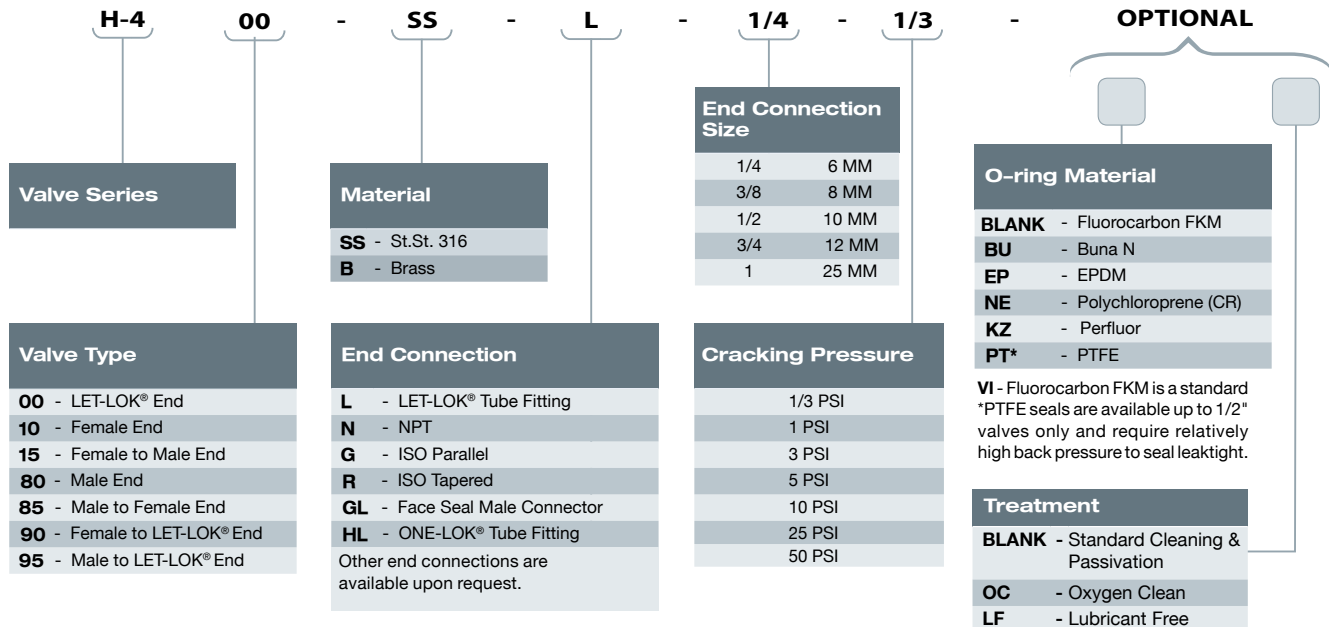 H-4 00 - SS - L - 1/4 - 1/3 - OPTIONAL
Valve Series
Valve Type
00 - LET-LOK® End
10 - Female End
15 - Female to Male End
80 - Male End
85 - Male to Female End
90 - Female to LET-LOK® End
95 - Male to LET-LOK® End
Material
SS - St.St. 316
B - Brass
End Connection
L - LET-LOK® Tube Fitting
N - NPT
G - ISO Parallel
R - ISO Tapered
GL - Face Seal Male Connector
HL - ONE-LOK® Tube Fitting
Other end connections are
available upon request.
End Connection
Size
1/4 6 MM
3/8 8 MM
1/2 10 MM
3/4 12 MM
1 25 MM
Cracking Pressure
1/3 PSI
1 PSI
3 PSI
5 PSI
10 PSI
25 PSI
50 PSI
O-ring Material
BLANK - Fluorocarbon FKM
BU - Buna N
EP - EPDM
NE - Polychloroprene (CR)
KZ - Perfluor
PT* - PTFE
VI - Fluorocarbon FKM is a standard
*PTFE seals are available up to 1/2"
valves only and require relatively
high back pressure to seal leaktight.
Treatment
BLANK - Standard Cleaning &
Passivation
OC - Oxygen Clean
LF - Lubricant Free